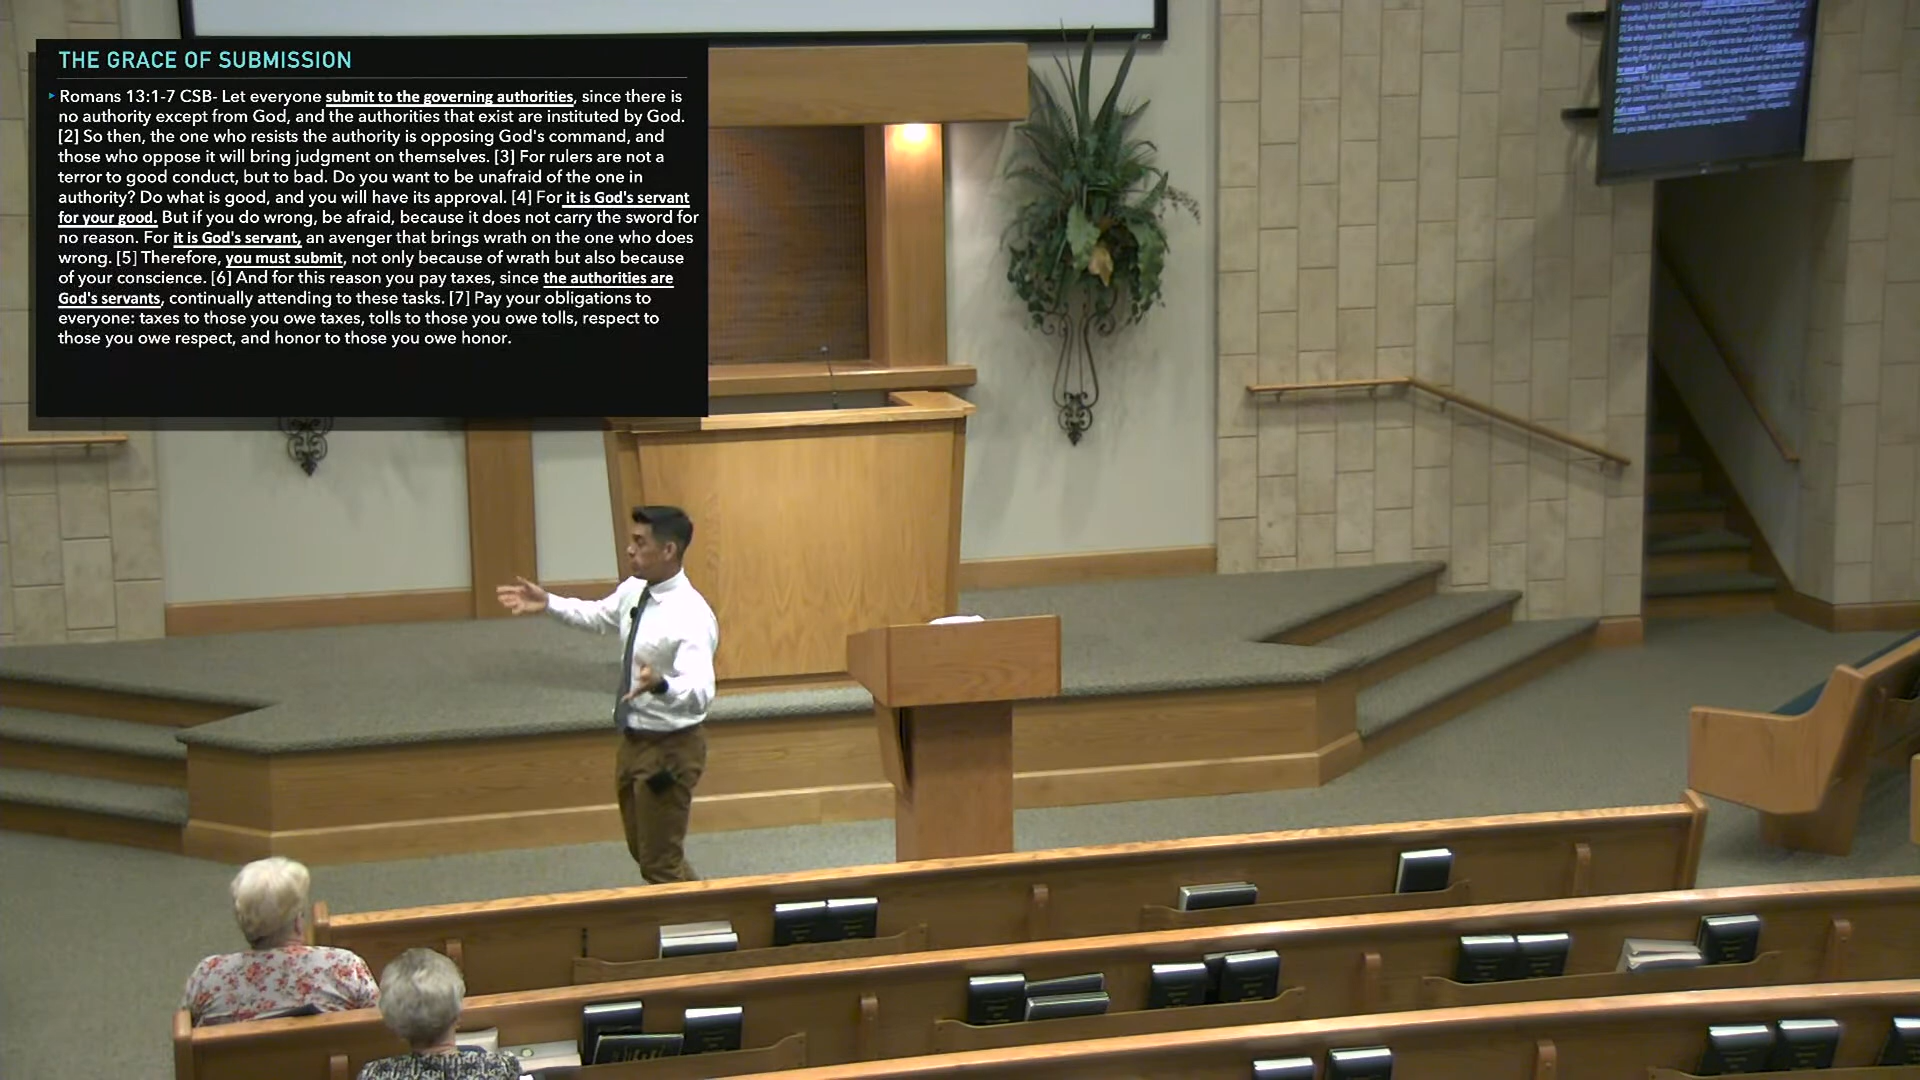 THE GRACE OF SUBMISSION
Romans 13:1-7 CSB- Let everyone submit to the governing authorities, since there is
no authority except from God, and the authorities that exist are instituted by God.
[2] So then, the one who resists the authority is opposing God's command, and
those who oppose it will bring judgment on themselves. [3] For rulers are not a
terror to good conduct, but to bad. Do you want to be unafraid of the one in
authority? Do what is good, and you will have its approval. [4] For it is God's servant
for your good. But if you do wrong, be afraid, because it does not carry the sword for
no reason. For it is God's servant, an avenger that brings wrath on the one who does
wrong. [5] Therefore, you must submit, not only because of wrath but also because
of your conscience. [6] And for this reason you pay taxes, since the authorities are
God's servants, continually attending to these tasks. [7] Pay your obligations to
everyone: taxes to those you owe taxes, tolls to those you owe tolls, respect to
those you owe respect, and honor to those you owe honor.